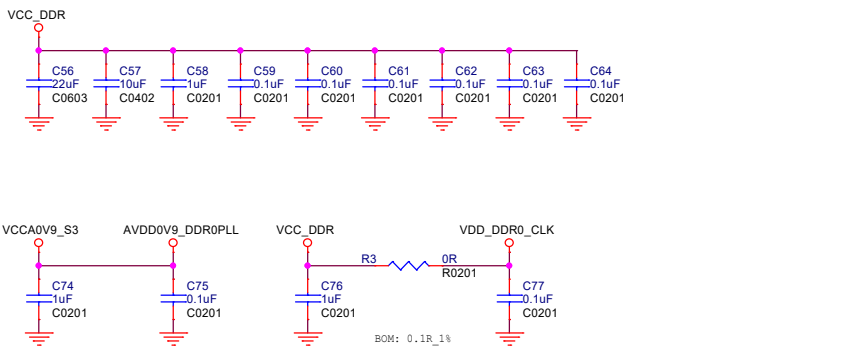 VCC_DDR
C56
22uF
C0603
C57
10uF
C0402
C58
1uF
C0201
C59
0.1uF
C0201
C60
0.1uF
C0201
C61
0.1uF
C0201
C62
0.1uF
C0201
C63
0.1uF
C0201
C64
0.1uF
C0201
VCCA0V9_S3
AVDD0V9_DDR0PLL
VCC_DDR
VDD_DDR0_CLK
R3
0R
R0201
C74
1uF
C0201
C75
0.1uF
C0201
C76
1uF
C0201
C77
0.1uF
C0201
BOM: 0.1R_1%